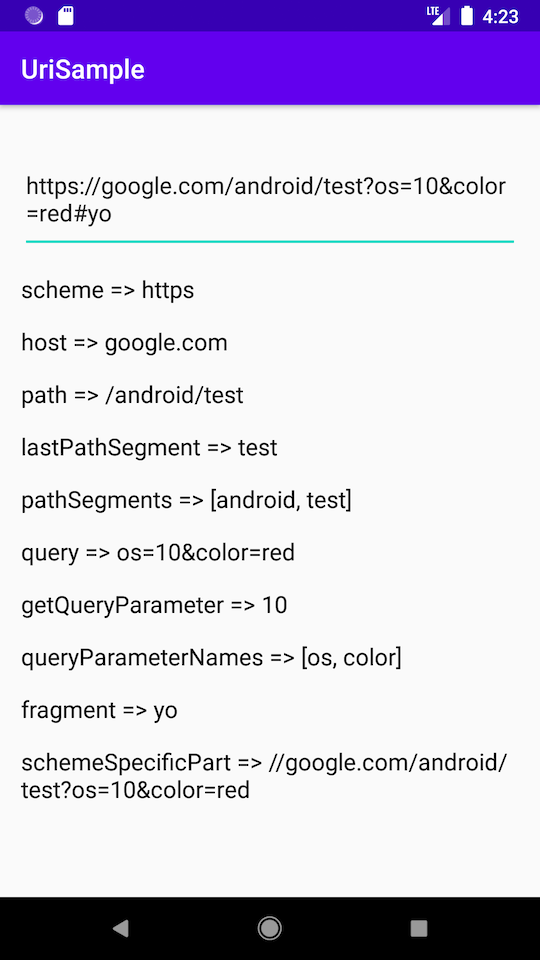 LTE
4:23
UriSample
https://google.com/android/test?os=10&color
=red#yo
scheme => https
host => google.com
path => /android/test
lastPathSegment => test
pathSegments => [android, test]
query => os=10&color=red
getQueryParameter => 10
queryParameterNames => [os, color]
fragment => yo
schemeSpecificPart => //google.com/android/
test?os=10&color=red